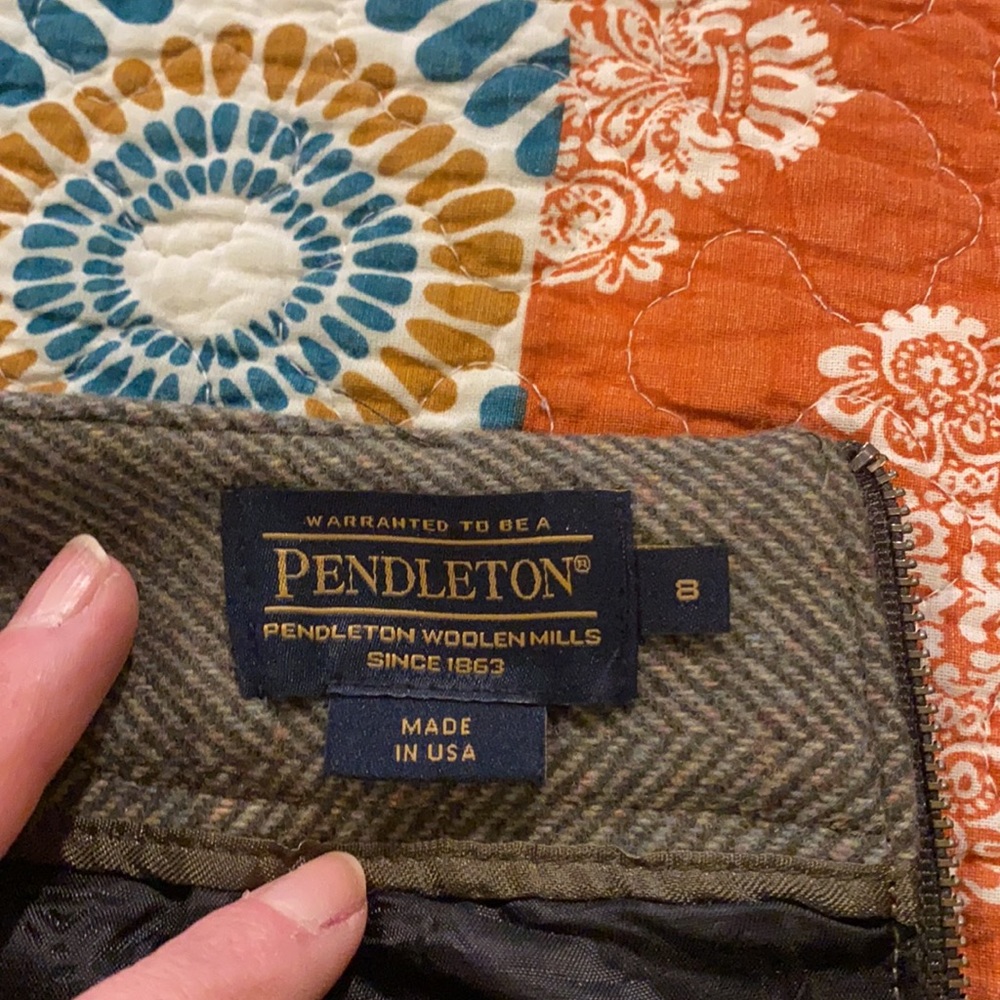 WARRANTED TO BE A
PENDLETON®
8
PENDLETON WOOLEN MILLS
SINCE 1863
MADE
IN USA